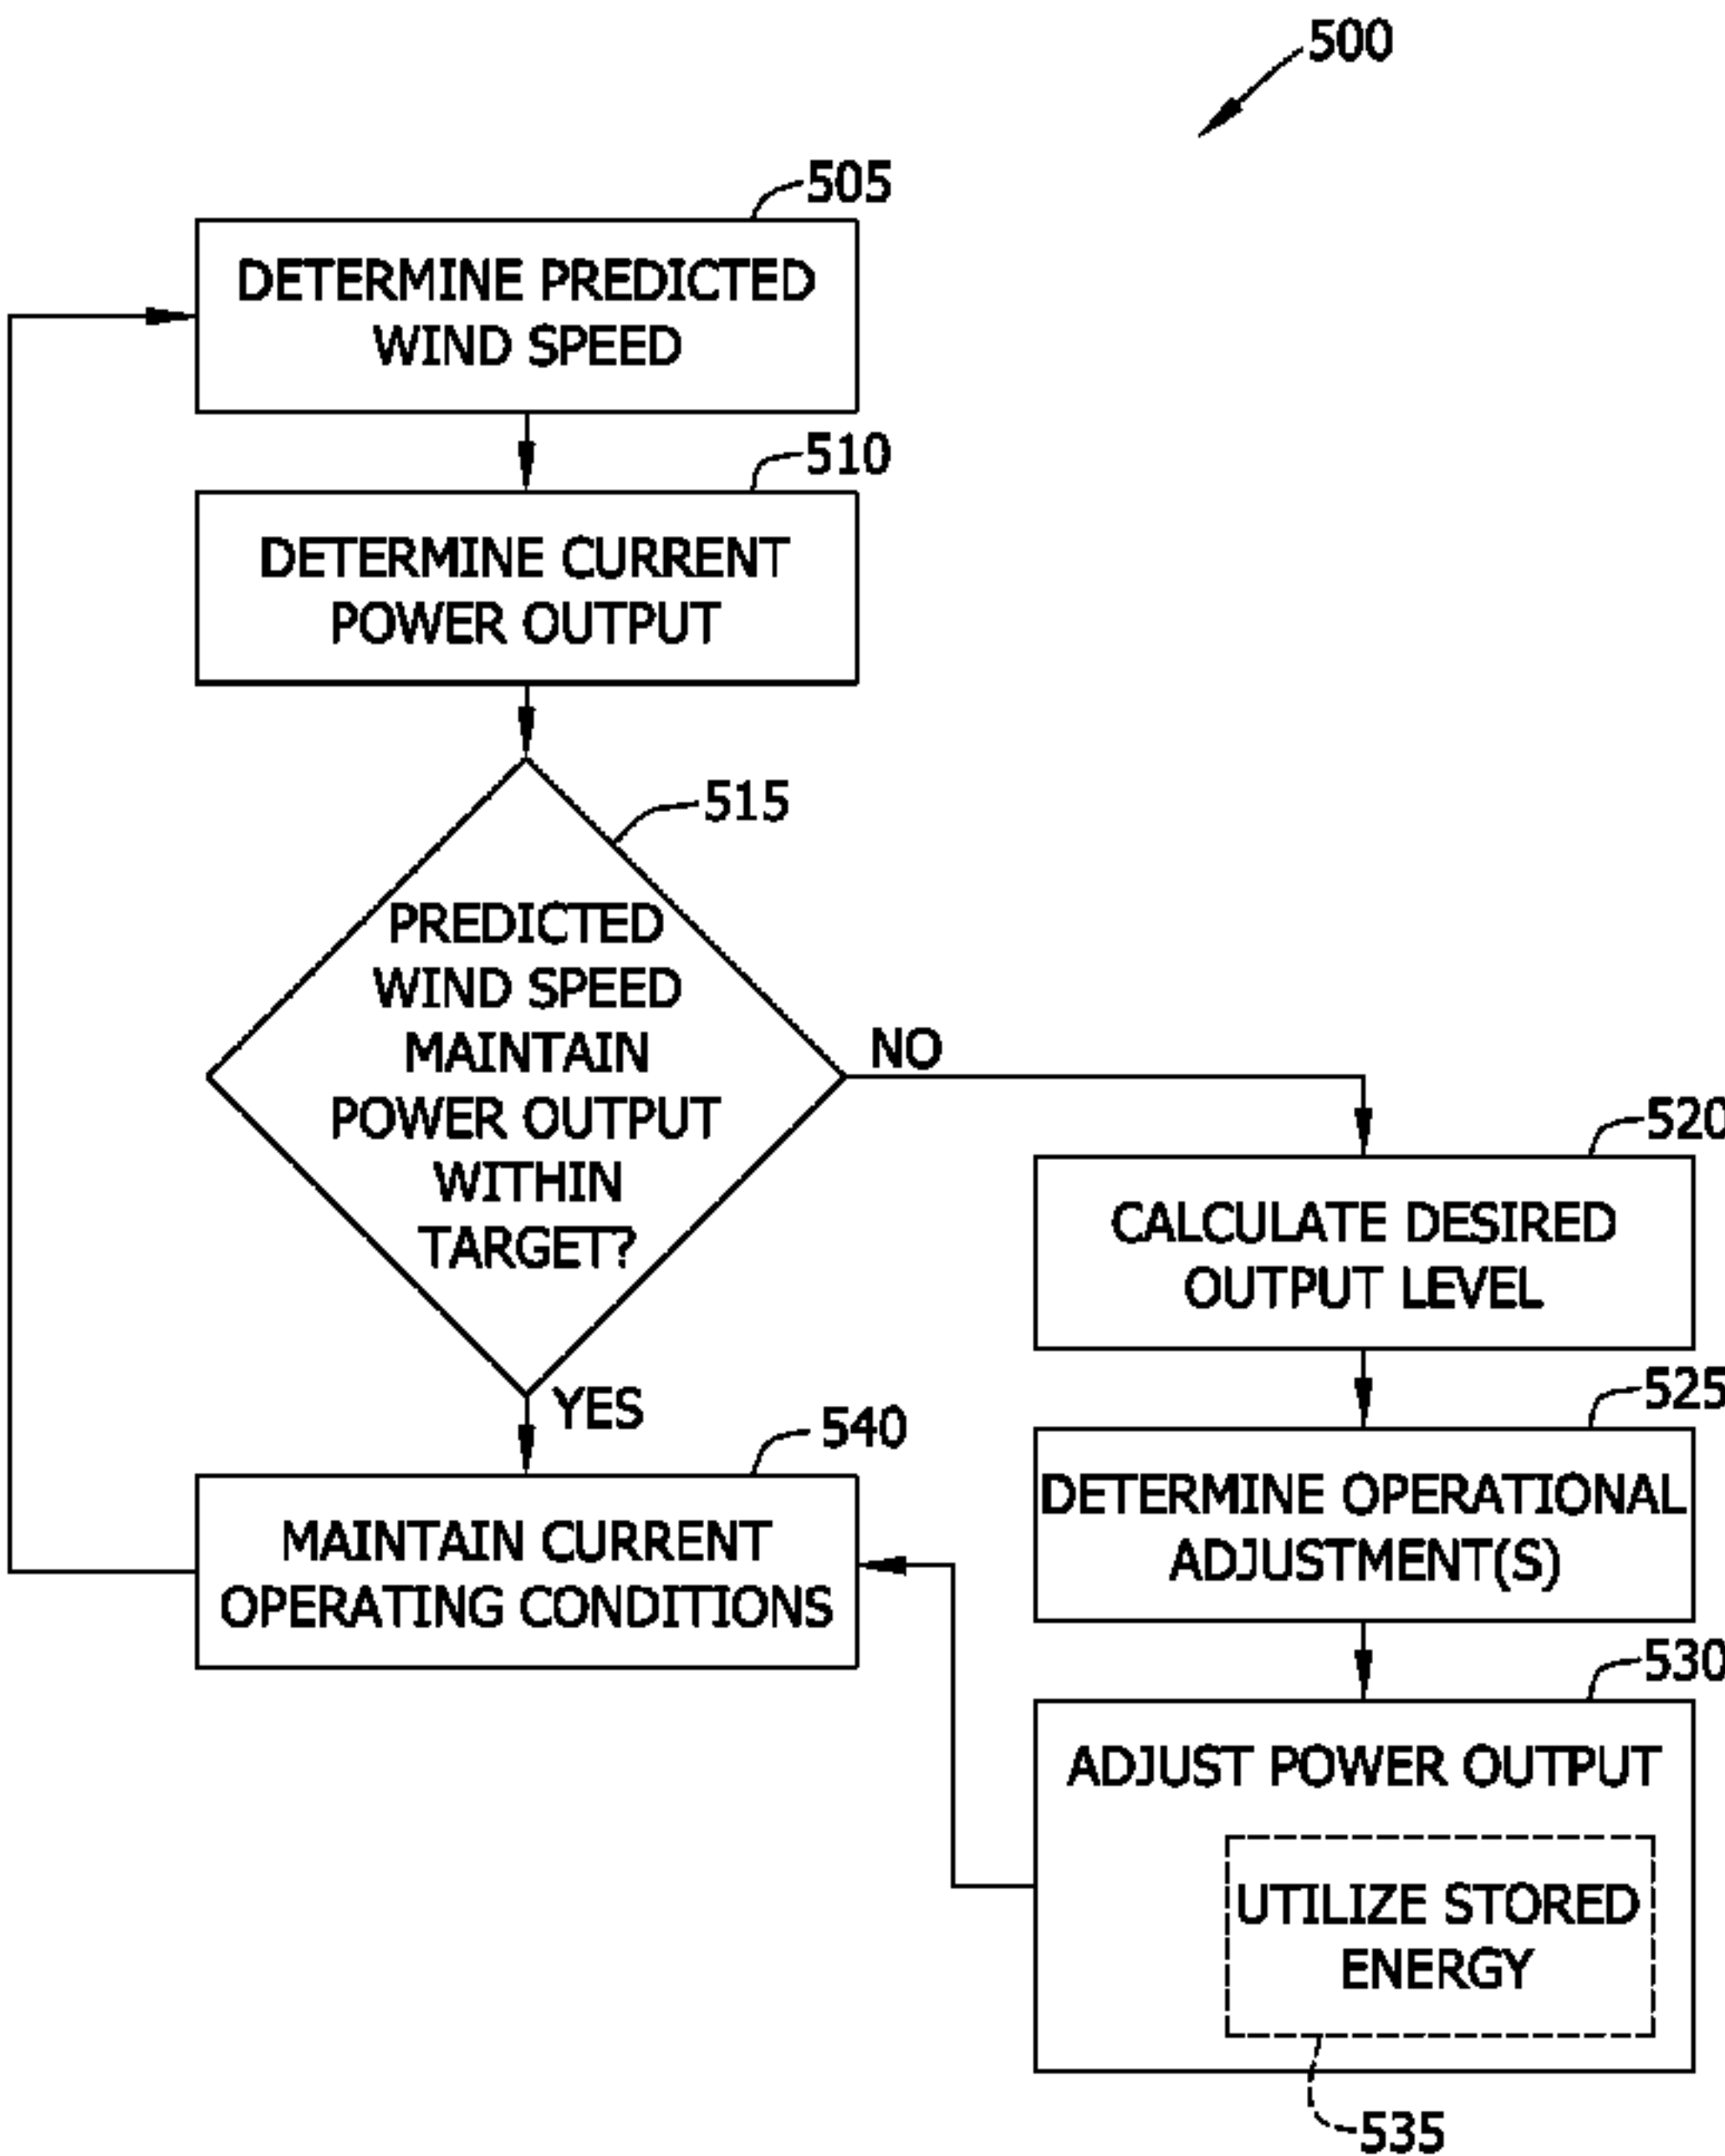 500
505
DETERMINE PREDICTED
WIND SPEED
510
DETERMINE CURRENT
POWER OUTPUT
515
PREDICTED
WIND SPEED
MAINTAIN
POWER OUTPUT
WITHIN
TARGET?
NO
YES
520
CALCULATE DESIRED
OUTPUT LEVEL
525
DETERMINE OPERATIONAL
ADJUSTMENT(S)
530
ADJUST POWER OUTPUT
UTILIZE STORED
ENERGY
535
540
MAINTAIN CURRENT
OPERATING CONDITIONS